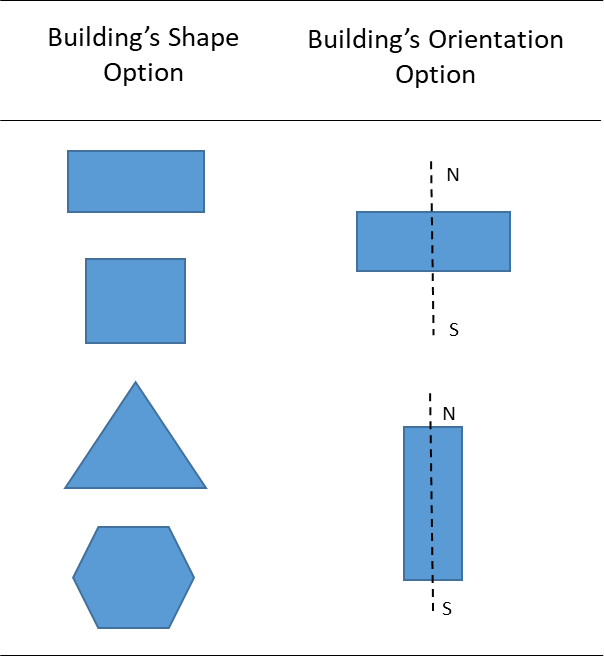 Building’s Shape
Option
Building’s Orientation
Option
N
S
N
S